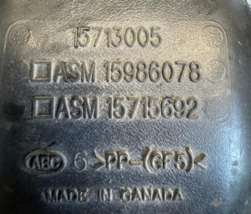 15713005
☐ASM 15986078
☐ASM 15715692
ABC 6 >PP-(GF5)<
MADE IN CANADA